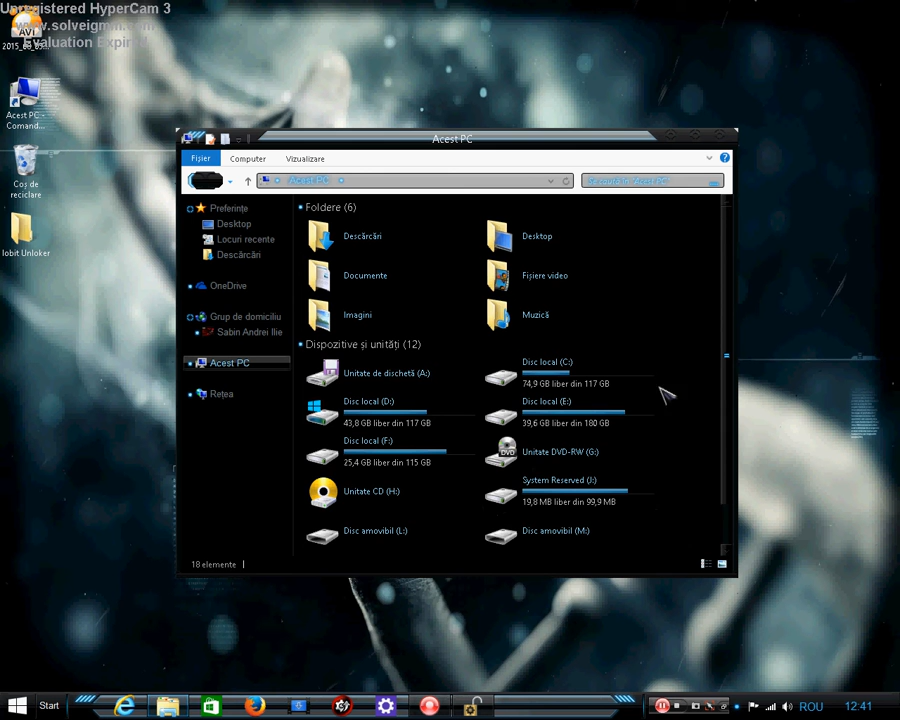 Unregistered HyperCam 3
www.solveigmm.com
Evaluation Expired
AVI
2015_06_05...
Acest PC -
Comand...
Coș de
reciclare
Iobit Unloker
Acest PC
Fișier
Computer
Vizualizare
Acest PC
Preferințe
Desktop
Locuri recente
Descărcări
OneDrive
Grup de domiciliu
Sabin Andrei Ilie
Acest PC
Rețea
Foldere (6)
Descărcări
Desktop
Documente
Fișiere video
Imagini
Muzică
Dispozitive și unități (12)
Unitate de dischetă (A:)
Disc local (C:)
74,9 GB liber din 117 GB
Disc local (D:)
43,8 GB liber din 117 GB
Disc local (E:)
39,6 GB liber din 180 GB
Disc local (F:)
25,4 GB liber din 115 GB
DVD
Unitate DVD-RW (G:)
Unitate CD (H:)
System Reserved (J:)
19,8 MB liber din 99,9 MB
Disc amovibil (L:)
Disc amovibil (M:)
18 elemente
Start
ROU
12:41